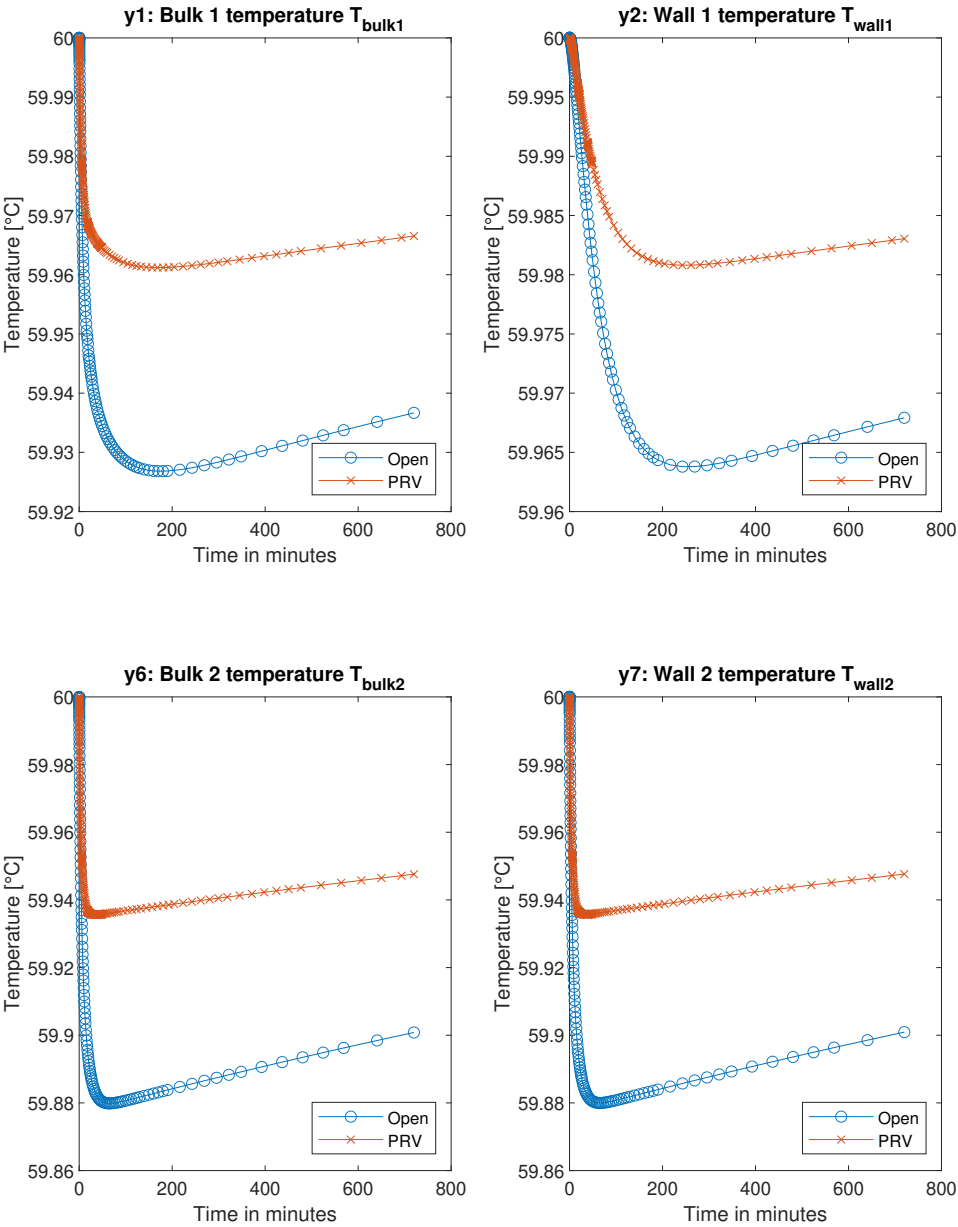 y1: Bulk 1 temperature T_bulk1
Temperature [°C]
60
59.99
59.98
59.97
59.96
59.95
59.94
59.93
59.92
0 200 400 600 800
Time in minutes
Open
PRV
y2: Wall 1 temperature T_wall1
Temperature [°C]
60
59.995
59.99
59.985
59.98
59.975
59.97
59.965
59.96
0 200 400 600 800
Time in minutes
Open
PRV
y6: Bulk 2 temperature T_bulk2
Temperature [°C]
60
59.98
59.96
59.94
59.92
59.9
59.88
59.86
0 200 400 600 800
Time in minutes
Open
PRV
y7: Wall 2 temperature T_wall2
Temperature [°C]
60
59.98
59.96
59.94
59.92
59.9
59.88
59.86
0 200 400 600 800
Time in minutes
Open
PRV